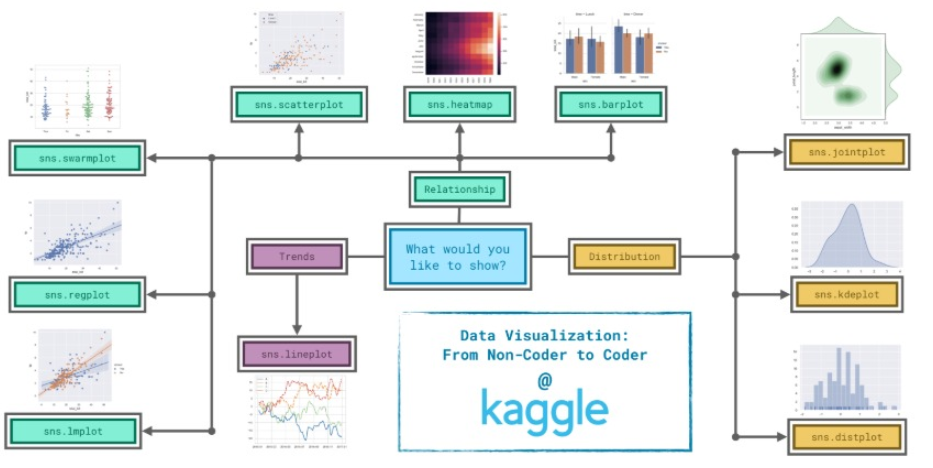 sns.scatterplot
sns.heatmap
sns.barplot
sns.swarmplot
sns.jointplot
Relationship
What would you
like to show?
Trends
Distribution
sns.regplot
sns.kdeplot
sns.lineplot
Data Visualization:
From Non-Coder to Coder
@
kaggle
sns.lmplot
sns.distplot